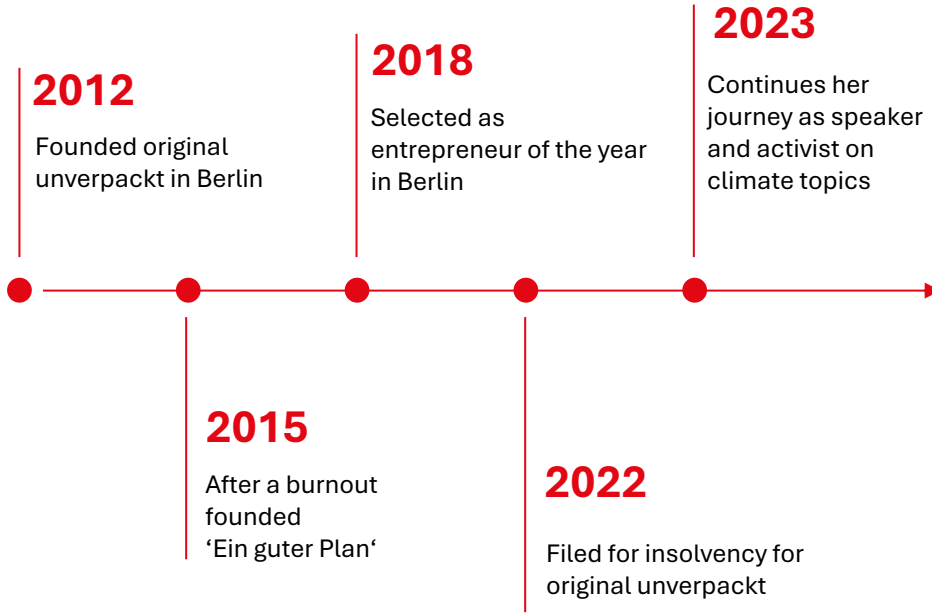 2012
Founded original
unverpackt in Berlin
2015
After a burnout
founded
‘Ein guter Plan‘
2018
Selected as
entrepreneur of the year
in Berlin
2022
Filed for insolvency for
original unverpackt
2023
Continues her
journey as speaker
and activist on
climate topics